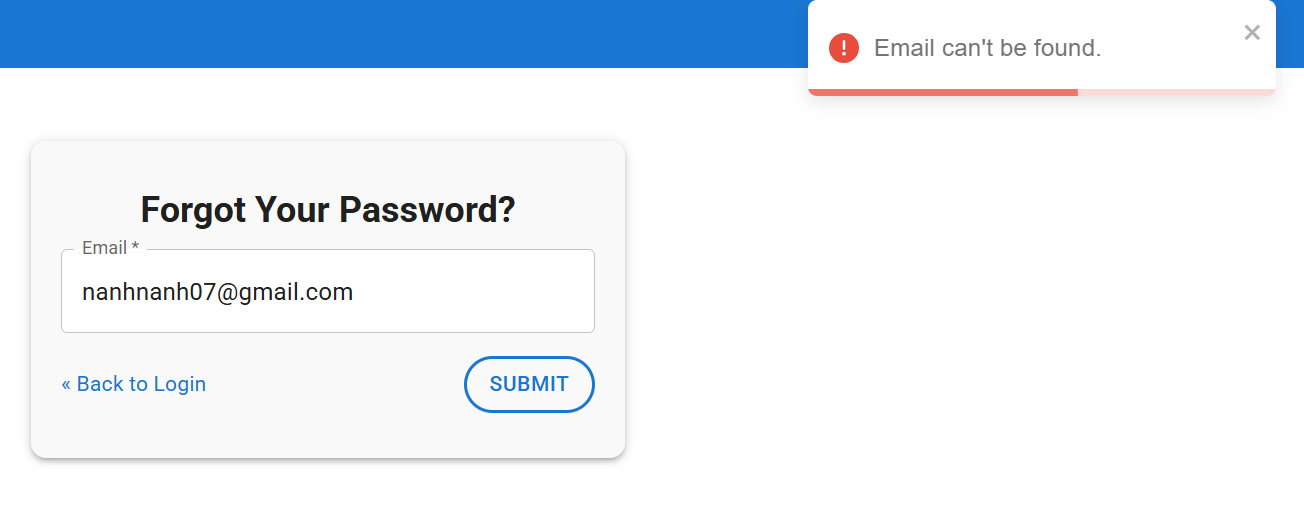 Email can't be found.
Forgot Your Password?
Email *
nanhnanh07@gmail.com
« Back to Login
SUBMIT